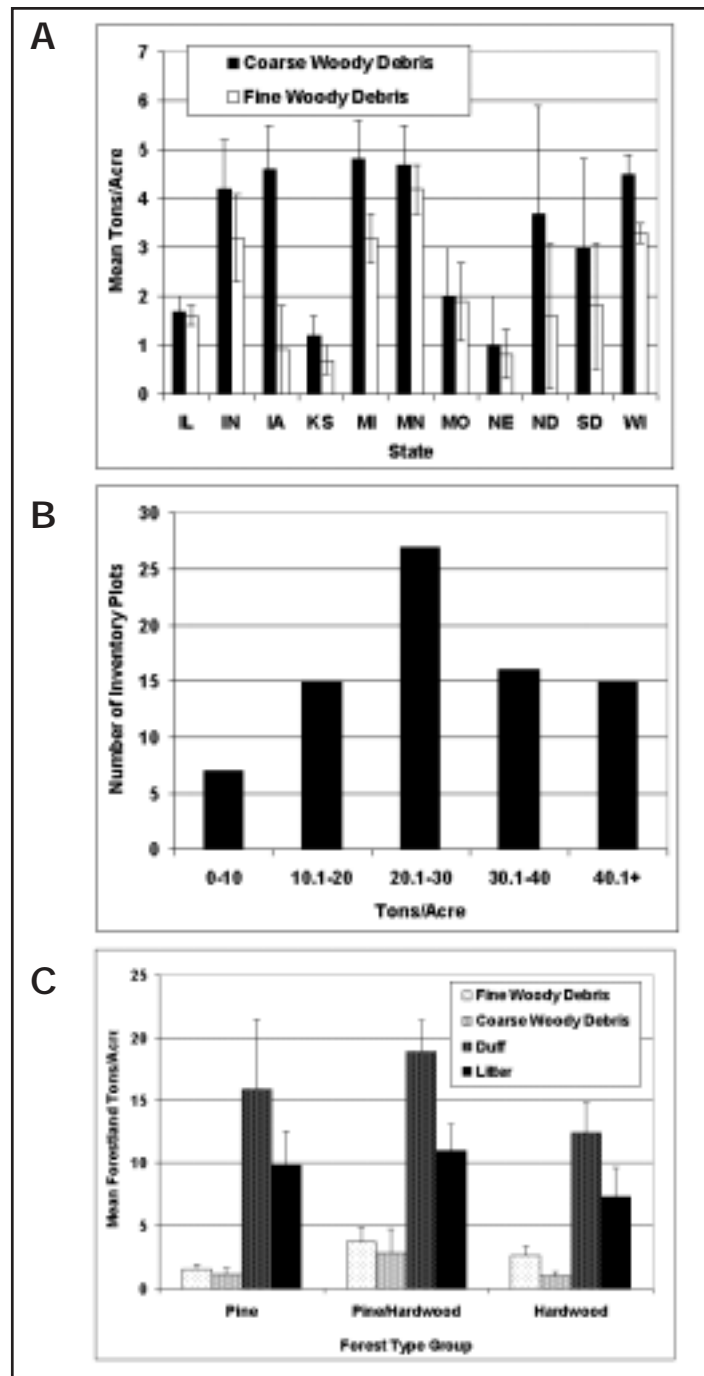 A
7
6
5
4
3
2
1
0
Mean Tons/Acre
Coarse Woody Debris
Fine Woody Debris
IL IN IA KS MI MN MO NE ND SD WI
State
B
30
25
20
15
10
5
0
Number of Inventory Plots
0-10 10.1-20 20.1-30 30.1-40 40.1+
Tons/Acre
C
25
20
15
10
5
0
Mean Forestland Tons/Acre
Fine Woody Debris
Coarse Woody Debris
Duff
Litter
Pine Pine/Hardwood Hardwood
Forest Type Group